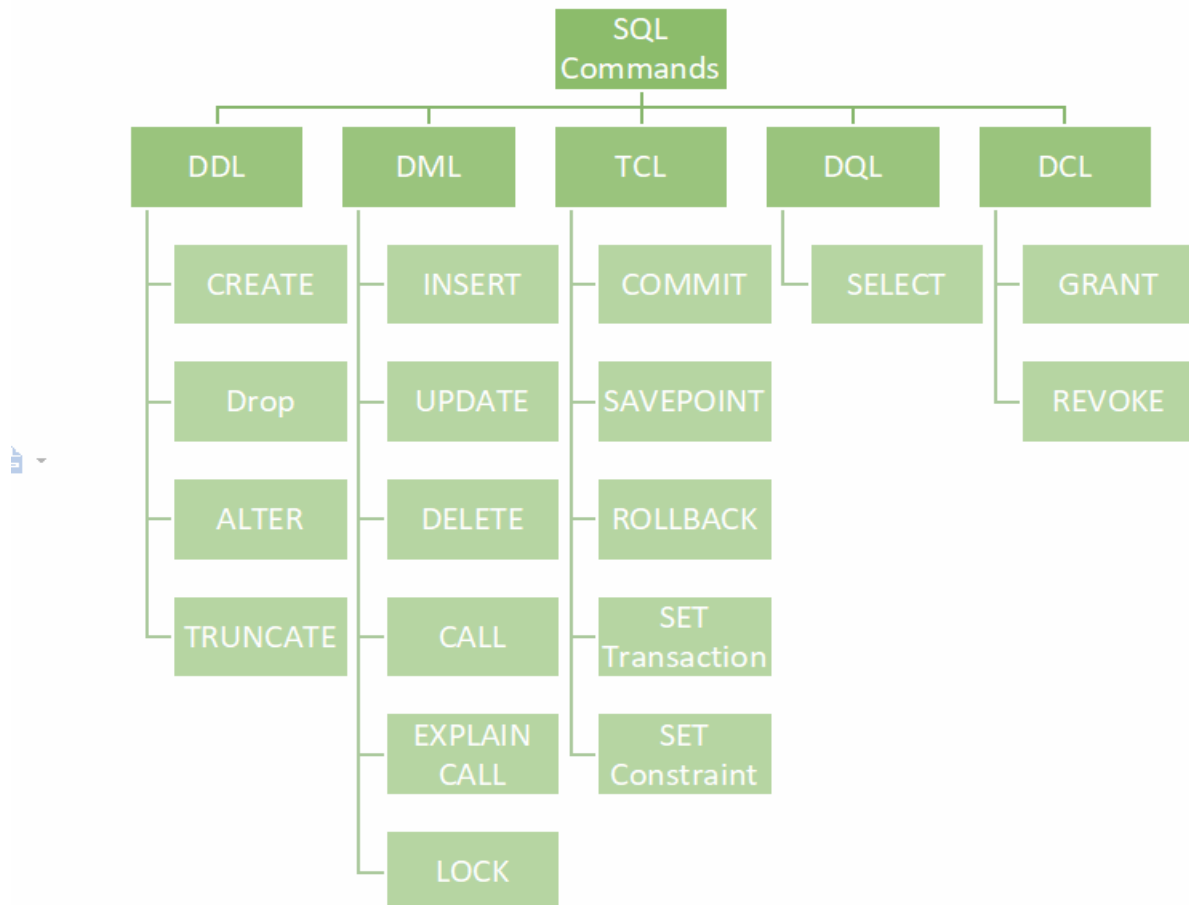 SQL
Commands
DDL
DML
TCL
DQL
DCL
CREATE
INSERT
COMMIT
SELECT
GRANT
Drop
UPDATE
SAVEPOINT
REVOKE
ALTER
DELETE
ROLLBACK
TRUNCATE
CALL
SET
Transaction
EXPLAIN
CALL
SET
Constraint
LOCK